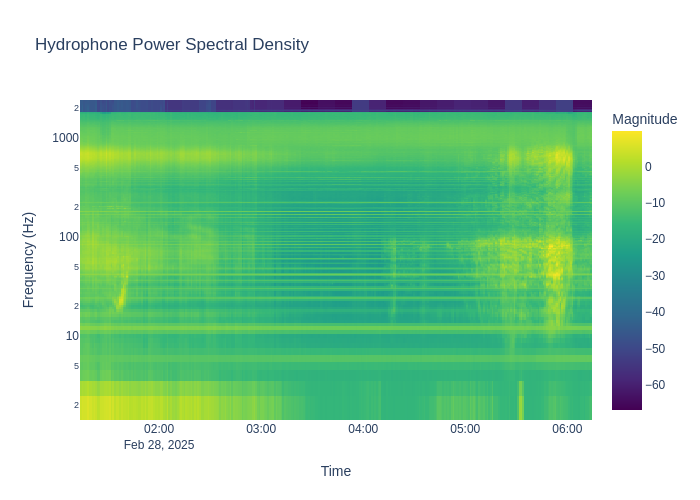 Hydrophone Power Spectral Density
Magnitude
Frequency (Hz)
2
1000
5
2
100
5
2
10
5
2
0
−10
−20
−30
−40
−50
−60
02:00 03:00 04:00 05:00 06:00
Feb 28, 2025
Time